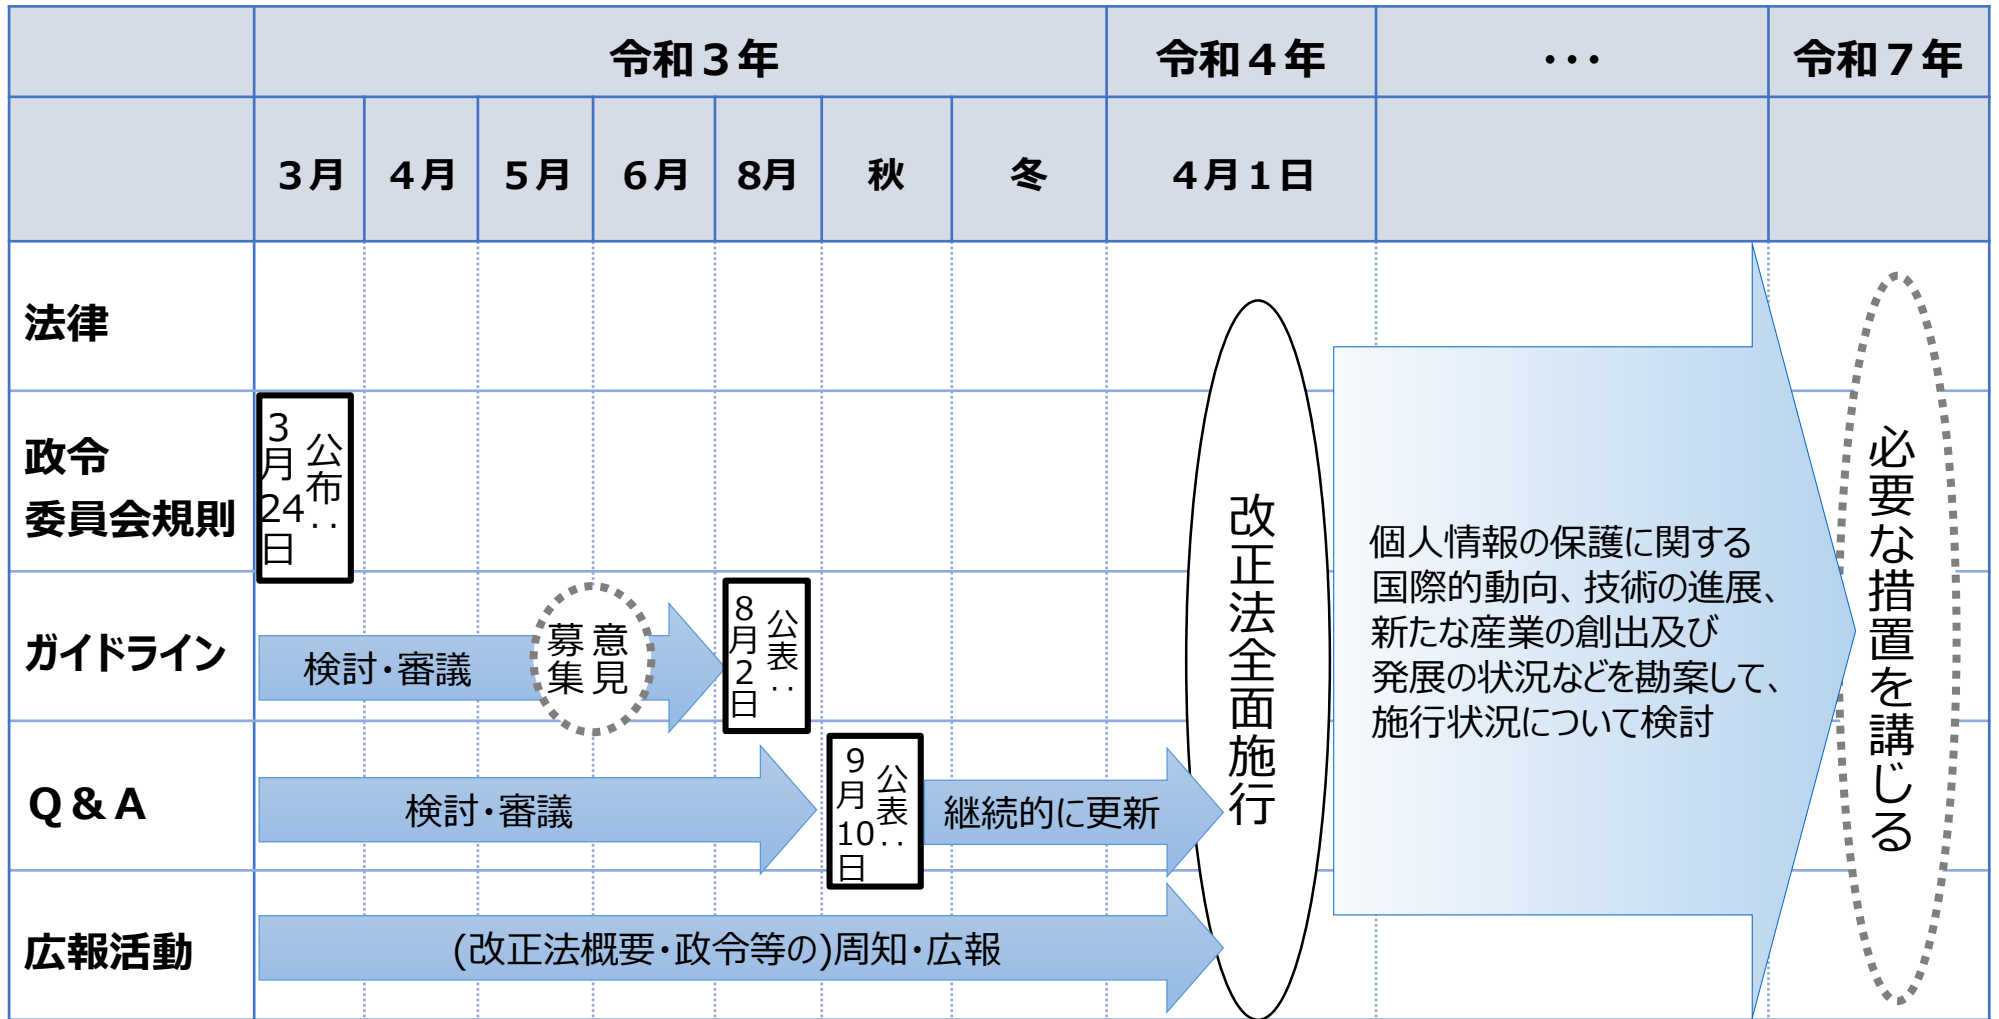 令和３年
令和４年
･･･
令和７年
３月
４月
５月
６月
8月
秋
冬
４月１日
法律
政令
委員会規則
公布：
3月24日
ガイドライン
検討・審議
意見
募集
公表：
8月2日
Ｑ＆Ａ
検討・審議
公表：
9月10日
継続的に更新
広報活動
(改正法概要・政令等の)周知・広報
改正法全面施行
個人情報の保護に関する
国際的動向、技術の進展、
新たな産業の創出及び
発展の状況などを勘案して、
施行状況について検討
必要な措置を講じる